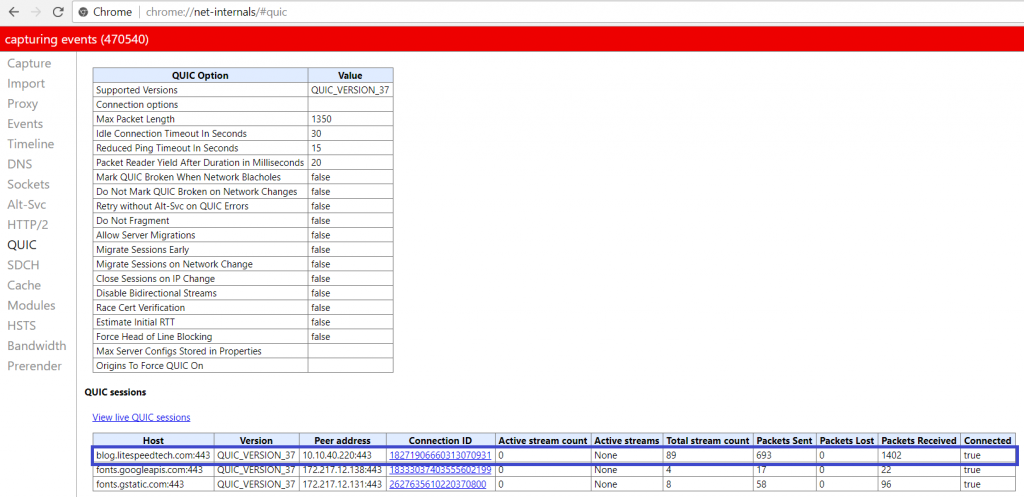 Chrome | chrome://net-internals/#quic
capturing events (470540)
Capture
Import
Proxy
Events
Timeline
DNS
Sockets
Alt-Svc
HTTP/2
QUIC
SDCH
Cache
Modules
HSTS
Bandwidth
Prerender
QUIC Option Value
Supported Versions QUIC_VERSION_37
Connection options
Max Packet Length 1350
Idle Connection Timeout In Seconds 30
Reduced Ping Timeout In Seconds 15
Packet Reader Yield After Duration in Milliseconds 20
Mark QUIC Broken When Network Blacholes false
Do Not Mark QUIC Broken on Network Changes false
Retry without Alt-Svc on QUIC Errors false
Do Not Fragment false
Allow Server Migrations false
Migrate Sessions Early false
Migrate Sessions on Network Change false
Close Sessions on IP Change false
Disable Bidirectional Streams false
Race Cert Verification false
Estimate Initial RTT false
Force Head of Line Blocking false
Max Server Configs Stored in Properties
Origins To Force QUIC On
QUIC sessions
View live QUIC sessions
Host Version Peer address Connection ID Active stream count Active streams Total stream count Packets Sent Packets Lost Packets Received Connected
blog.litespeedtech.com:443 QUIC_VERSION_37 10.10.40.220:443 18271906660313070931 0 None 89 693 0 1402 true
fonts.googleapis.com:443 QUIC_VERSION_37 172.217.12.138:443 18333037403555602199 0 None 4 17 0 22 true
fonts.gstatic.com:443 QUIC_VERSION_37 172.217.12.131:443 2627635610220370800 0 None 8 58 0 96 true